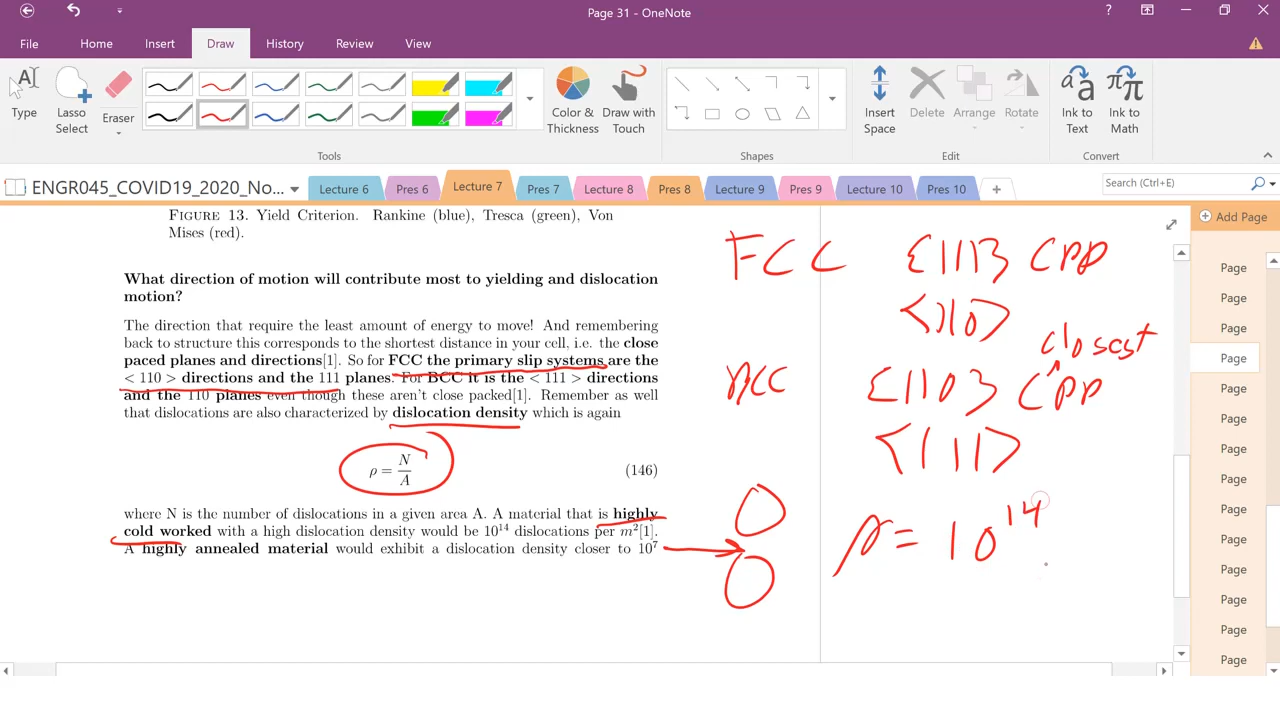 Page 31 - OneNote
?
File Home Insert Draw History Review View
Type
Lasso Select
Eraser
Color & Thickness
Draw with Touch
Insert Space
Delete
Arrange
Rotate
Ink to Text
Ink to Math
Tools
Shapes
Edit
Convert
ENGR045_COVID19_2020_No...
Lecture 6
Pres 6
Lecture 7
Pres 7
Lecture 8
Pres 8
Lecture 9
Pres 9
Lecture 10
Pres 10
+
Search (Ctrl+E)
Add Page
FIGURE 13. Yield Criterion. Rankine (blue), Tresca (green), Von
Mises (red).
What direction of motion will contribute most to yielding and dislocation
motion?
The direction that require the least amount of energy to move! And remembering
back to structure this corresponds to the shortest distance in your cell, i.e. the close
paced planes and directions[1]. So for FCC the primary slip systems are the
< 110 > directions and the 111 planes. For BCC it is the < 111 > directions
and the 110 planes even though these aren't close packed[1]. Remember as well
that dislocations are also characterized by dislocation density which is again
ρ = N/A (146)
where N is the number of dislocations in a given area A. A material that is highly
cold worked with a high dislocation density would be 10^14 dislocations per m^2[1].
A highly annealed material would exhibit a dislocation density closer to 10^7
FCC {111} CPP
<110>
closest
BCC {110} CPP
<111>
ρ = 10^14
Page
Page
Page
Page
Page
Page
Page
Page
Page
Page
Page
Page
Page
Page